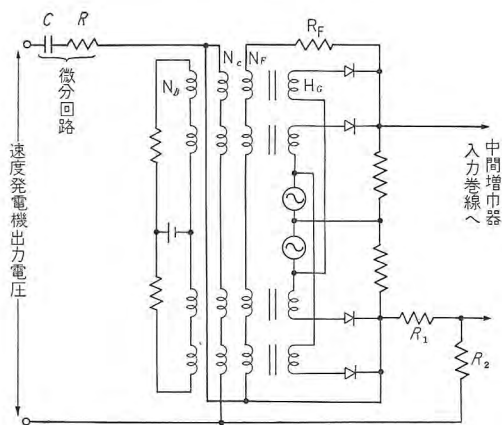 C
R
微分回路
速度発電機出力電圧
N_D
N_C
N_F
R_F
H_G
中間増巾器
入力巻線へ
R_1
R_2